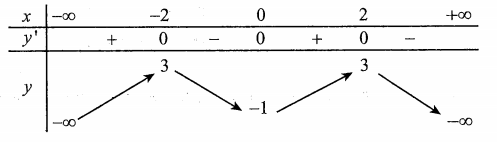 x −∞ −2 0 2 +∞
y' + 0 − 0 + 0 −
3 3
y
−1
−∞ −∞